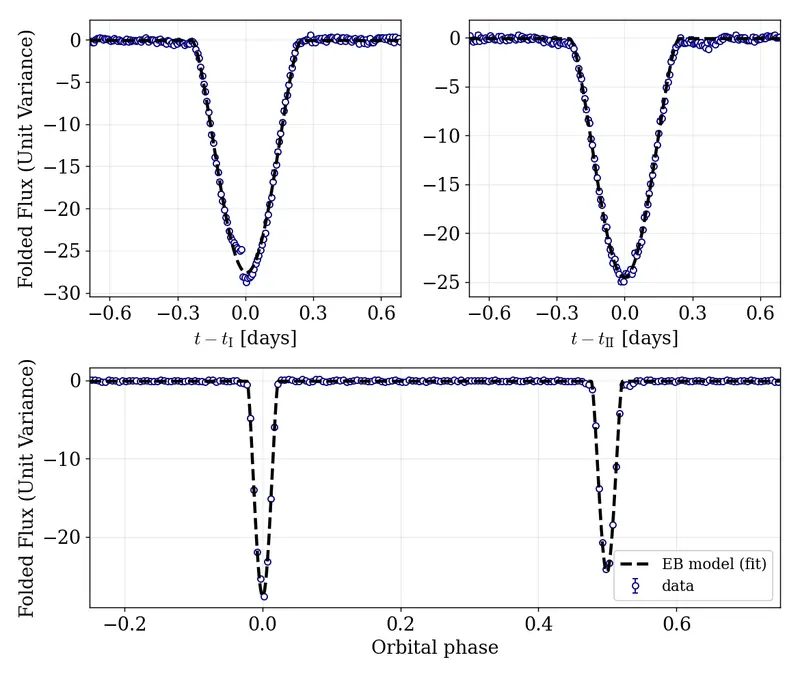 Folded Flux (Unit Variance)
0
−5
−10
−15
−20
−25
−30
−0.6 −0.3 0.0 0.3 0.6
t − t_I [days]
0
−5
−10
−15
−20
−25
−0.6 −0.3 0.0 0.3 0.6
t − t_II [days]
Folded Flux (Unit Variance)
0
−10
−20
EB model (fit)
data
−0.2 0.0 0.2 0.4 0.6
Orbital phase